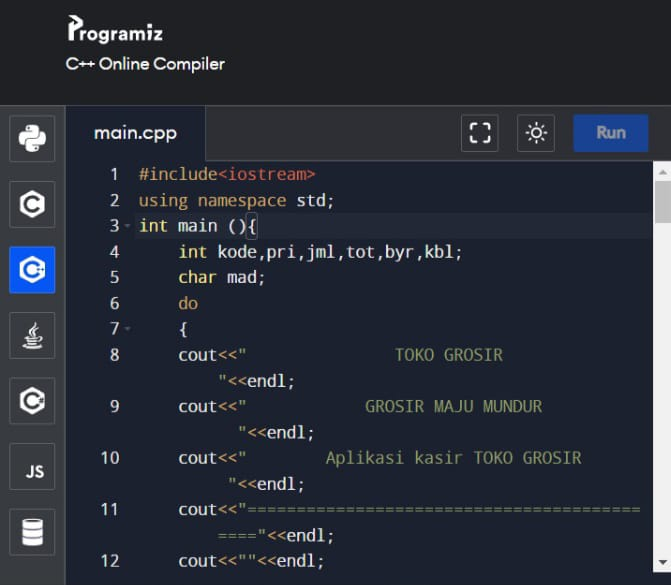 Programiz
C++ Online Compiler
main.cpp
Run
1 #include<iostream>
2 using namespace std;
3 int main (){
4 int kode,pri,jml,tot,byr,kbl;
5 char mad;
6 do
7 {
8 cout<<" TOKO GROSIR
"<<endl;
9 cout<<" GROSIR MAJU MUNDUR
"<<endl;
10 cout<<" Aplikasi kasir TOKO GROSIR
"<<endl;
11 cout<<"========================================
===="<<endl;
12 cout<<""<<endl;
C
C++
C#
JS